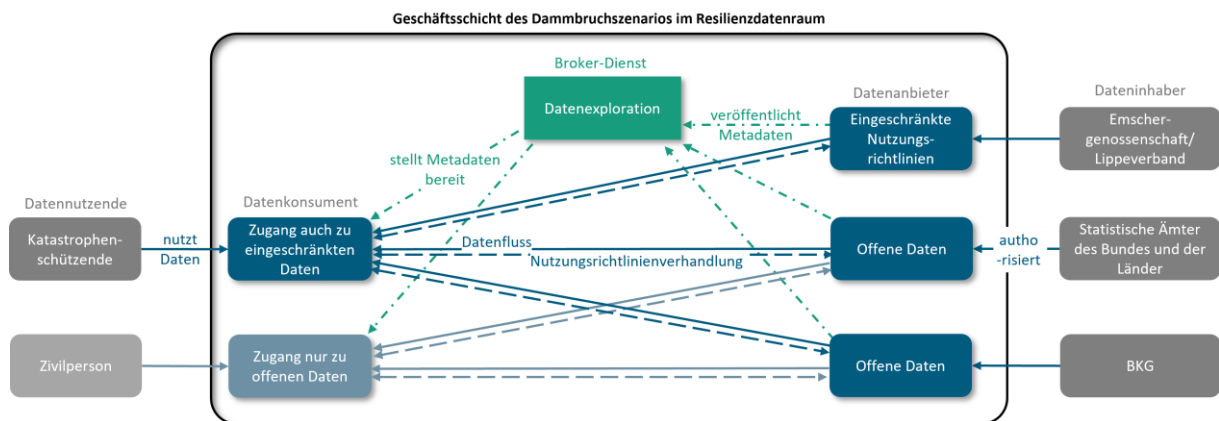 Geschäftsschicht des Dammbruchszenarios im Resilienzdatenraum
Broker-Dienst
Datenexploration
Datenanbieter
Dateninhaber
veröffentlicht
Metadaten
Eingeschränkte
Nutzungs-
richtlinien
Emscher-
genossenschaft/
Lippeverband
stellt Metadaten
bereit
Datennutzende
Datenkonsument
Katastrophen-
schützende
nutzt
Daten
Zugang auch zu
eingeschränkten
Daten
Datenfluss
Nutzungsrichtlinienverhandlung
Offene Daten
autho
-risiert
Statistische Ämter
des Bundes und der
Länder
Zivilperson
Zugang nur zu
offenen Daten
Offene Daten
BKG